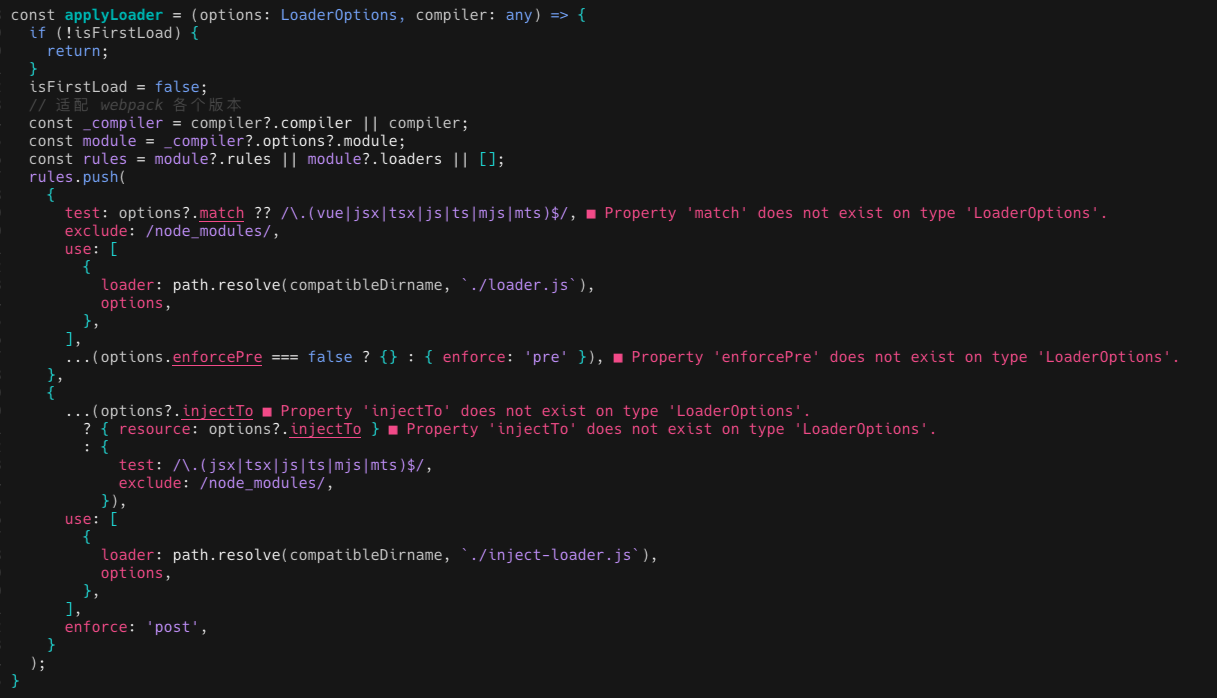 const applyLoader = (options: LoaderOptions, compiler: any) => {
  if (!isFirstLoad) {
    return;
  }
  isFirstLoad = false;
  // 适配 webpack 各个版本
  const _compiler = compiler?.compiler || compiler;
  const module = _compiler?.options?.module;
  const rules = module?.rules || module?.loaders || [];
  rules.push(
    {
      test: options?.match ?? /\.(vue|jsx|tsx|js|ts|mjs|mts)$/, ■ Property 'match' does not exist on type 'LoaderOptions'.
      exclude: /node_modules/,
      use: [
        {
          loader: path.resolve(compatibleDirname, `./loader.js`),
          options,
        },
      ],
      ...(options.enforcePre === false ? {} : { enforce: 'pre' }), ■ Property 'enforcePre' does not exist on type 'LoaderOptions'.
    },
    {
      ...(options?.injectTo ■ Property 'injectTo' does not exist on type 'LoaderOptions'.
        ? { resource: options?.injectTo } ■ Property 'injectTo' does not exist on type 'LoaderOptions'.
        : {
            test: /\.(jsx|tsx|js|ts|mjs|mts)$/,
            exclude: /node_modules/,
          }),
      use: [
        {
          loader: path.resolve(compatibleDirname, `./inject-loader.js`),
          options,
        },
      ],
      enforce: 'post',
    }
  );
}